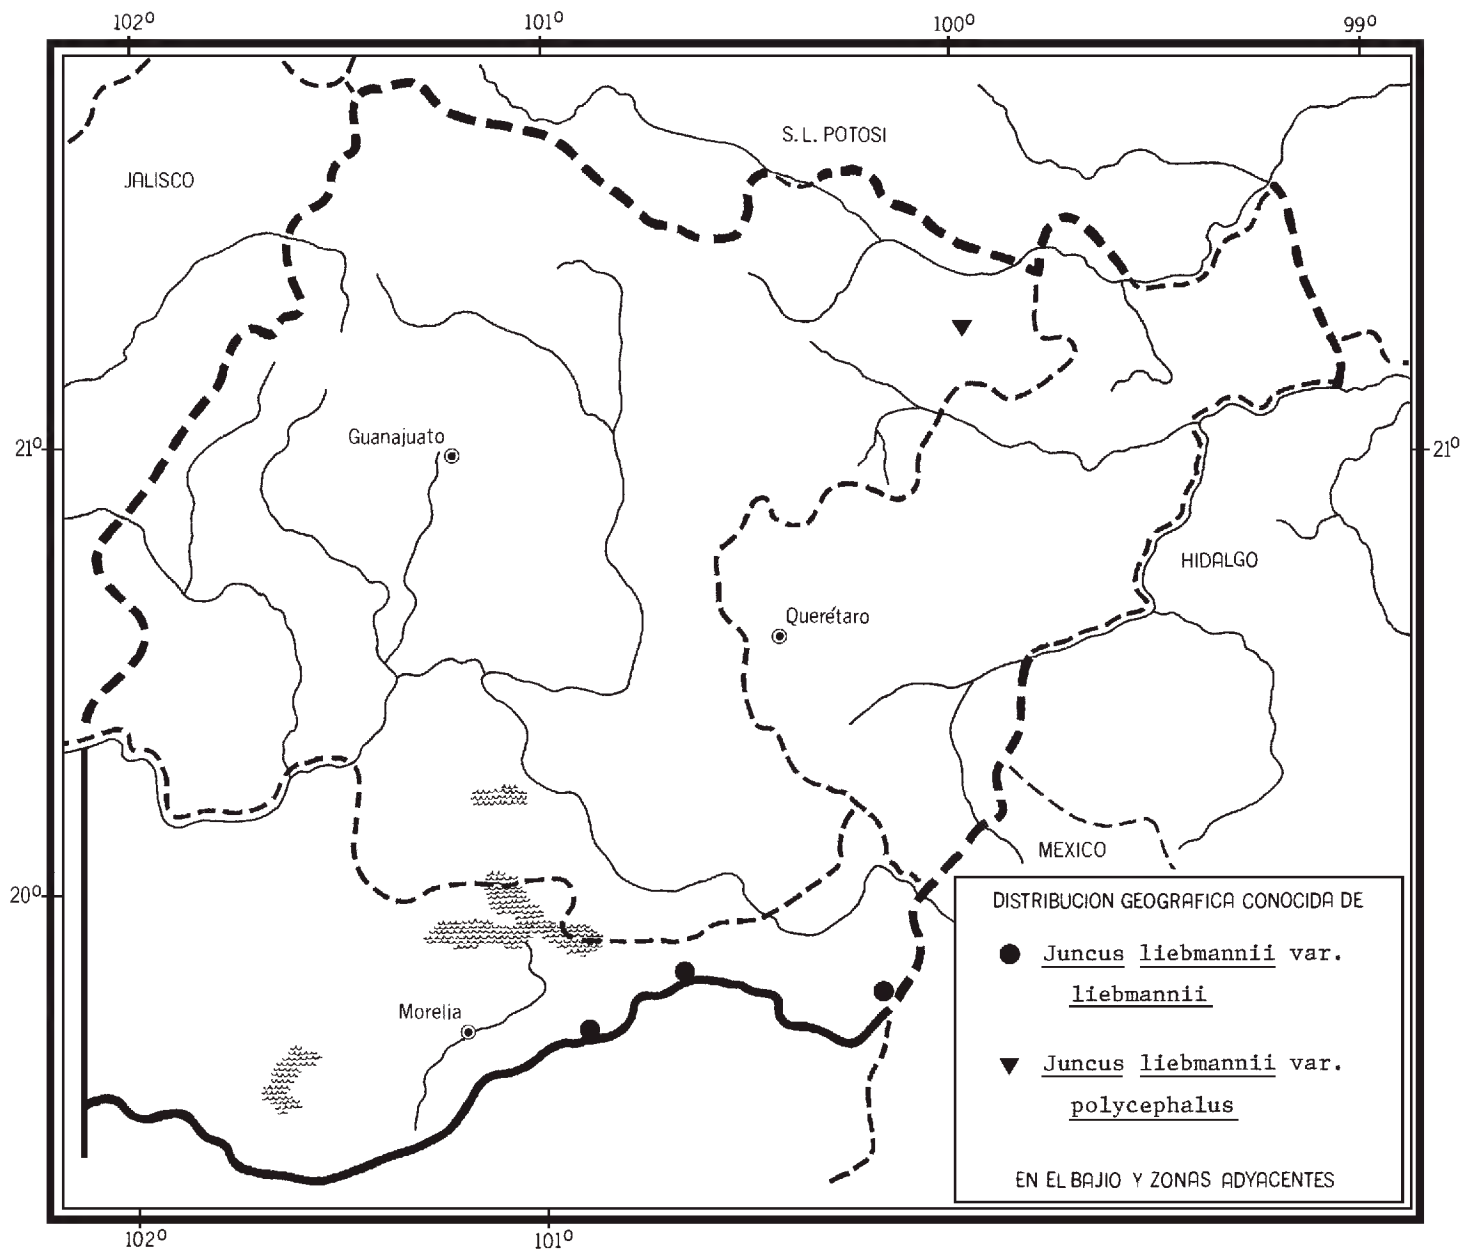 102º 101º 100º 99º
S.L. POTOSI
JALISCO
Guanajuato
21º 21º
HIDALGO
Querétaro
MEXICO
20º
DISTRIBUCION GEOGRAFICA CONOCIDA DE
Juncus liebmannii var.
liebmannii
Morelia
Juncus liebmannii var.
polycephalus
EN EL BAJIO Y ZONAS ADYACENTES
102º 101º